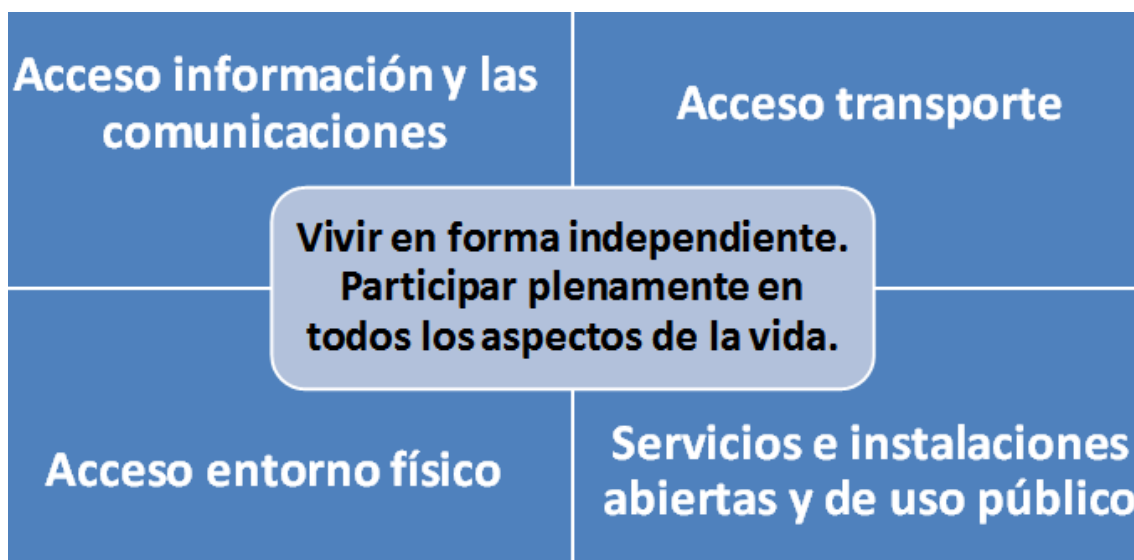 Acceso información y las
comunicaciones
Acceso transporte
Vivir en forma independiente.
Participar plenamente en
todos los aspectos de la vida.
Acceso entorno físico
Servicios e instalaciones
abiertas y de uso público